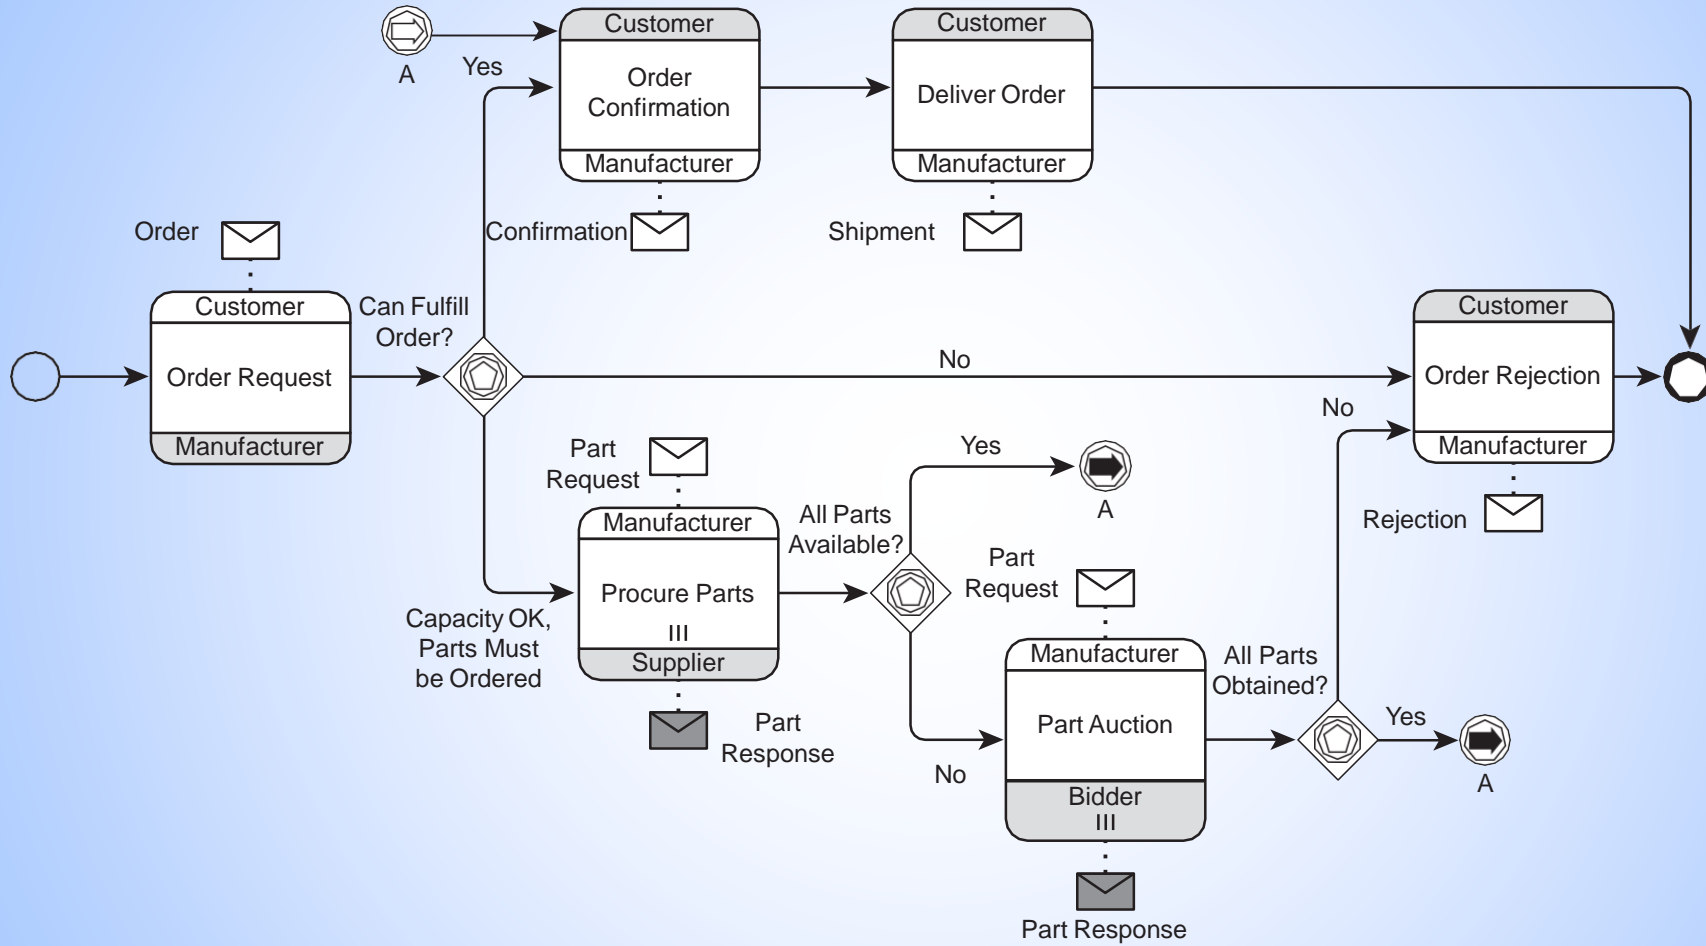 A
Yes
Customer
Order
Confirmation
Manufacturer
Confirmation
Customer
Deliver Order
Manufacturer
Shipment
Order
Customer
Order Request
Manufacturer
Can Fulfill
Order?
No
Customer
Order Rejection
Manufacturer
Rejection
Capacity OK,
Parts Must
be Ordered
Part
Request
Manufacturer
Procure Parts
Supplier
Part
Response
All Parts
Available?
Yes
A
No
Part
Request
Manufacturer
Part Auction
Bidder
Part Response
All Parts
Obtained?
No
Yes
A